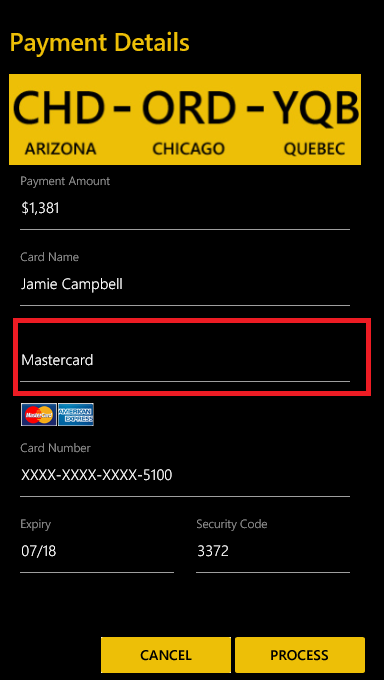 Payment Details
CHD - ORD - YQB
ARIZONA CHICAGO QUEBEC
Payment Amount
$1,381
Card Name
Jamie Campbell
Mastercard
MasterCard AMERICAN EXPRESS
Card Number
XXXX-XXXX-XXXX-5100
Expiry Security Code
07/18 3372
CANCEL PROCESS